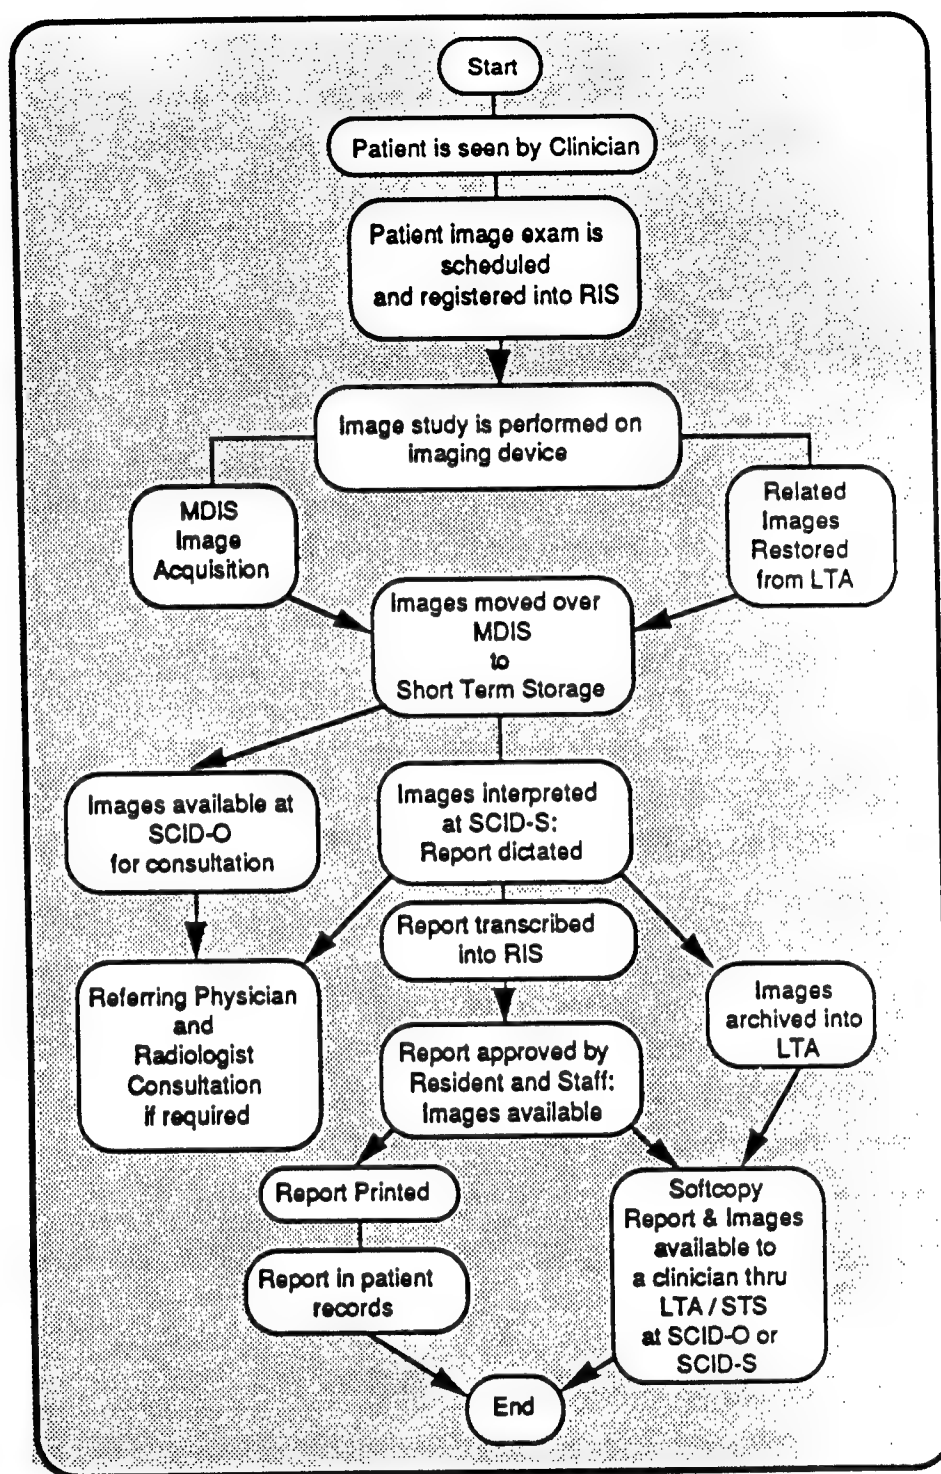 Start
Patient is seen by Clinician
Patient image exam is
scheduled
and registered into RIS
Image study is performed on
imaging device
MDIS
Image
Acquisition
Related
Images
Restored
from LTA
Images moved over
MDIS
to
Short Term Storage
Images available at
SCID-O
for consultation
Images interpreted
at SCID-S:
Report dictated
Report transcribed
into RIS
Referring Physician
and
Radiologist
Consultation
if required
Images
archived into
LTA
Report approved by
Resident and Staff:
Images available
Report Printed
Softcopy
Report & Images
available to
a clinician thru
LTA / STS
at SCID-O or
SCID-S
Report in patient
records
End